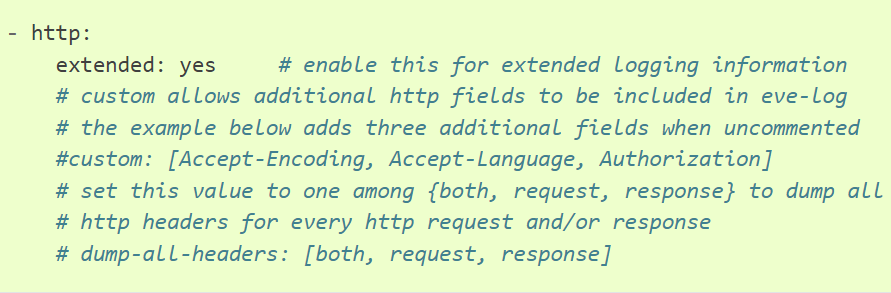 - http:
extended: yes # enable this for extended logging information
# custom allows additional http fields to be included in eve-log
# the example below adds three additional fields when uncommented
#custom: [Accept-Encoding, Accept-Language, Authorization]
# set this value to one among {both, request, response} to dump all
# http headers for every http request and/or response
# dump-all-headers: [both, request, response]